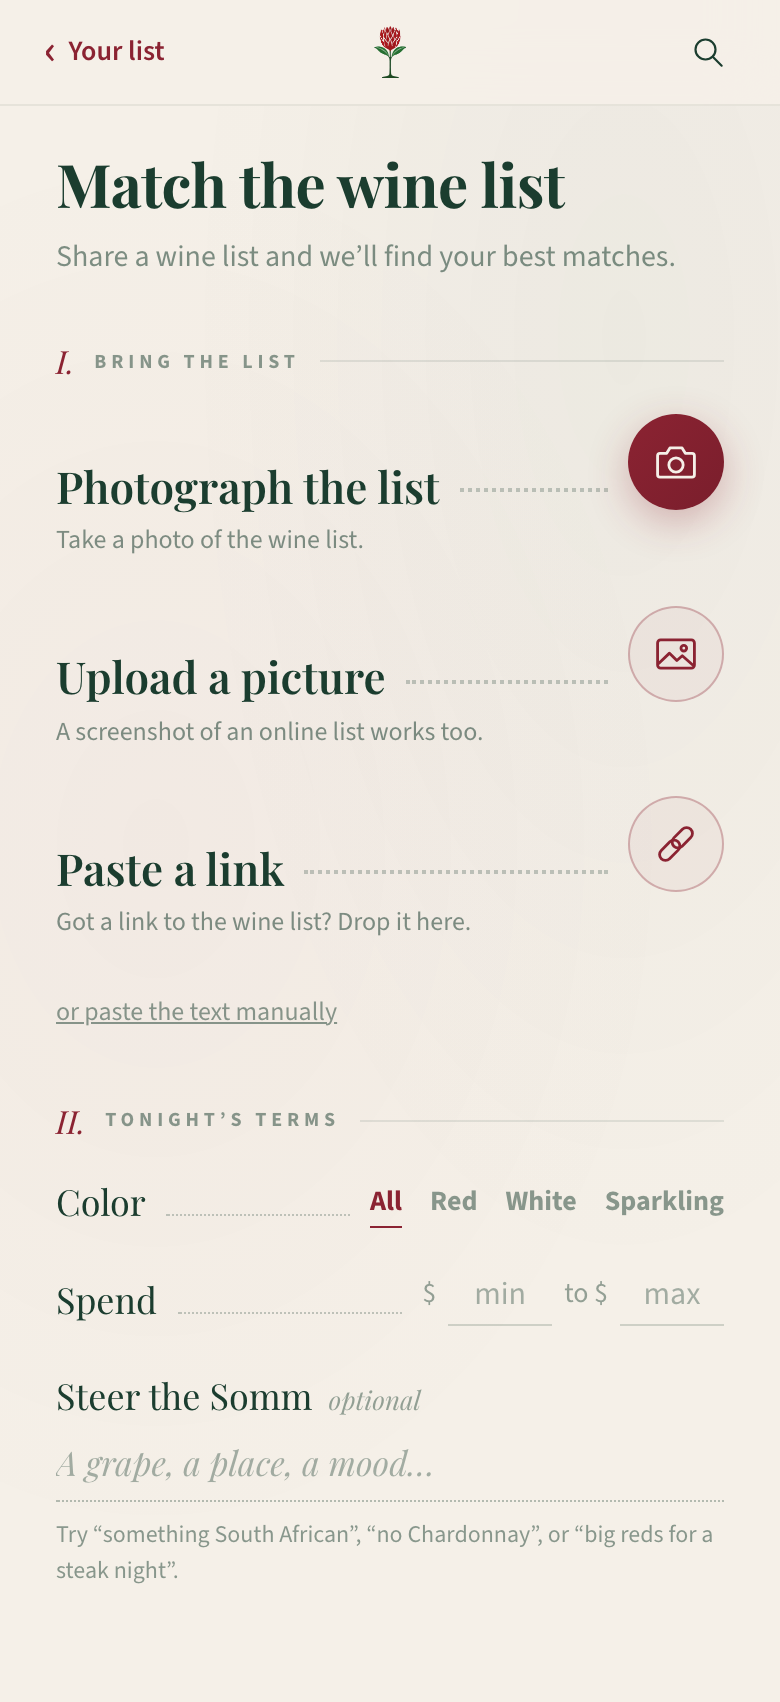 Your list
Match the wine list
Share a wine list and we’ll find your best matches.
I. BRING THE LIST
Photograph the list
Take a photo of the wine list.
Upload a picture
A screenshot of an online list works too.
Paste a link
Got a link to the wine list? Drop it here.
or paste the text manually
II. TONIGHT’S TERMS
Color All Red White Sparkling
Spend $ min to $ max
Steer the Somm optional
A grape, a place, a mood...
Try “something South African”, “no Chardonnay”, or “big reds for a
steak night”.